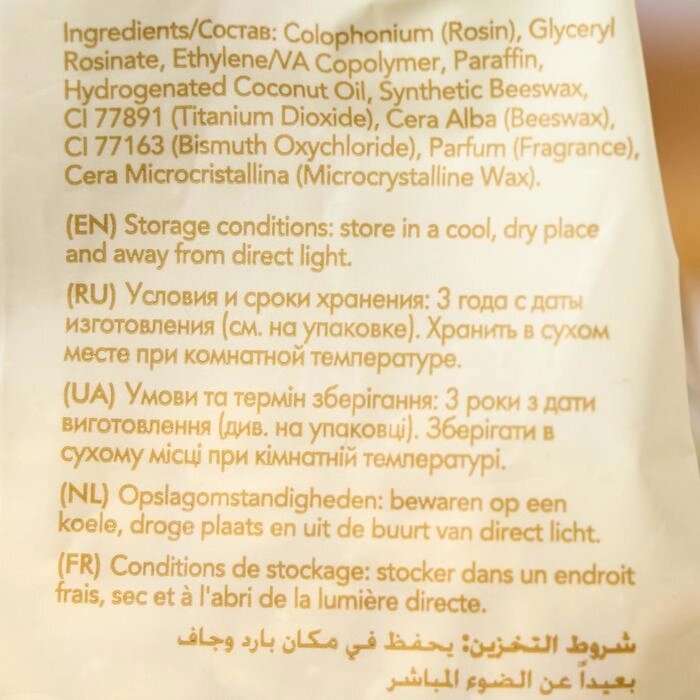 Ingredients/Состав: Colophonium (Rosin), Glyceryl
Rosinate, Ethylene/VA Copolymer, Paraffin,
Hydrogenated Coconut Oil, Synthetic Beeswax,
CI 77891 (Titanium Dioxide), Cera Alba (Beeswax),
CI 77163 (Bismuth Oxychloride), Parfum (Fragrance),
Cera Microcristallina (Microcrystalline Wax).
(EN) Storage conditions: store in a cool, dry place
and away from direct light.
(RU) Условия и сроки хранения: 3 года с даты
изготовления (см. на упаковке). Хранить в сухом
месте при комнатной температуре.
(UA) Умови та термін зберігання: 3 роки з дати
виготовлення (див. на упаковці). Зберігати в
сухому місці при кімнатній температурі.
(NL) Opslagomstandigheden: bewaren op een
koele, droge plaats en uit de buurt van direct licht.
(FR) Conditions de stockage: stocker dans un endroit
frais, sec et à l'abri de la lumière directe.
شروط التخزين: يحفظ في مكان بارد وجاف
بعيداً عن الضوء المباشر